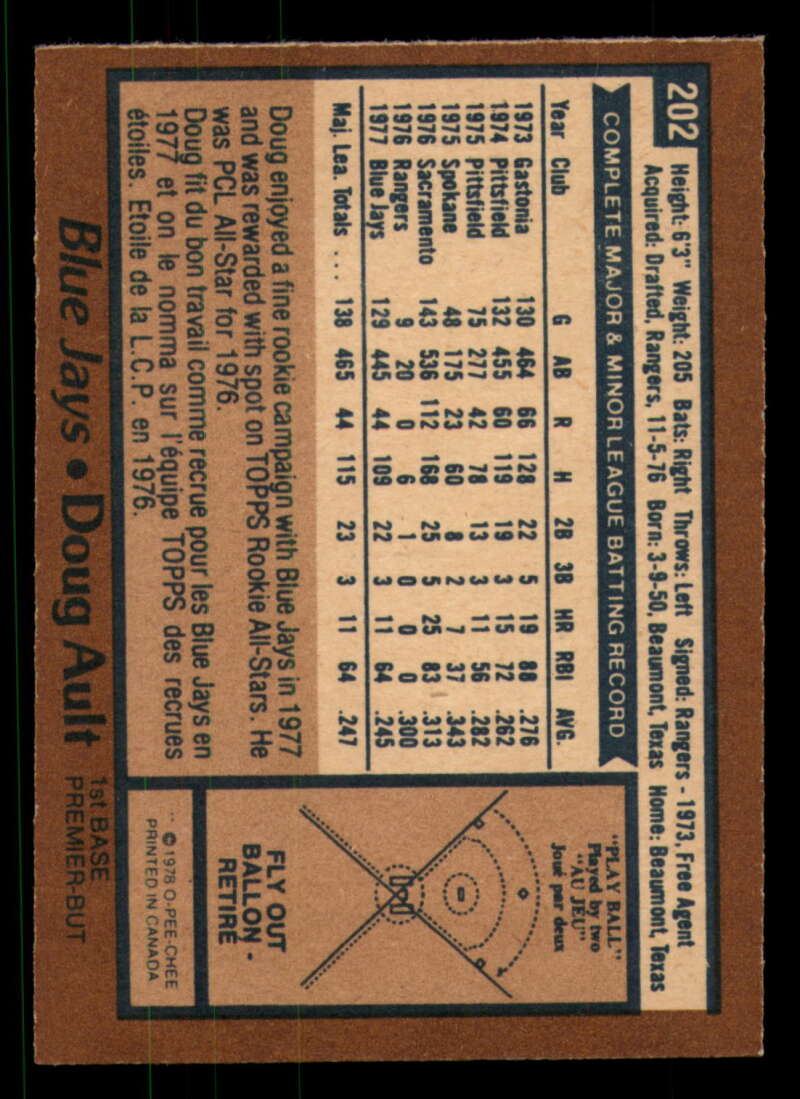 202
Height: 6'3" Weight: 205 Bats: Right Throws: Left Signed: Rangers - 1973, Free Agent
Acquired: Drafted, Rangers, 11-5-76 Born: 3-9-50, Beaumont, Texas Home: Beaumont, Texas
COMPLETE MAJOR & MINOR LEAGUE BATTING RECORD
Year Club G AB R H 2B 3B HR RBI AVG.
1973 Gastonia 130 464 66 128 22 5 19 88 .276
1974 Pittsfield 132 455 60 119 19 3 15 72 .262
1975 Pittsfield 75 277 42 78 13 3 11 56 .282
1975 Spokane 48 175 23 60 8 2 7 37 .343
1976 Sacramento 143 536 112 168 25 5 25 83 .313
1976 Rangers 9 20 0 6 1 0 0 0 .300
1977 Blue Jays 129 445 44 109 22 3 11 64 .245
Maj. Lea. Totals ... 138 465 44 115 23 3 11 64 .247
Doug enjoyed a fine rookie campaign with Blue Jays in 1977
and was rewarded with spot on TOPPS Rookie All-Stars. He
was PCL All-Star for 1976.
Doug fit du bon travail comme recrue pour les Blue Jays en
1977 et on le nomma sur l'équipe TOPPS des recrues
étoiles. Etoile de la L.C.P. en 1976.
"PLAY BALL"
Played by two
"AU JEU"
Joué par deux
FLY OUT
BALLON -
RETIRÉ
** © 1978 O-PEE-CHEE
PRINTED IN CANADA
Blue Jays • Doug Ault
1st BASE
PREMIER-BUT